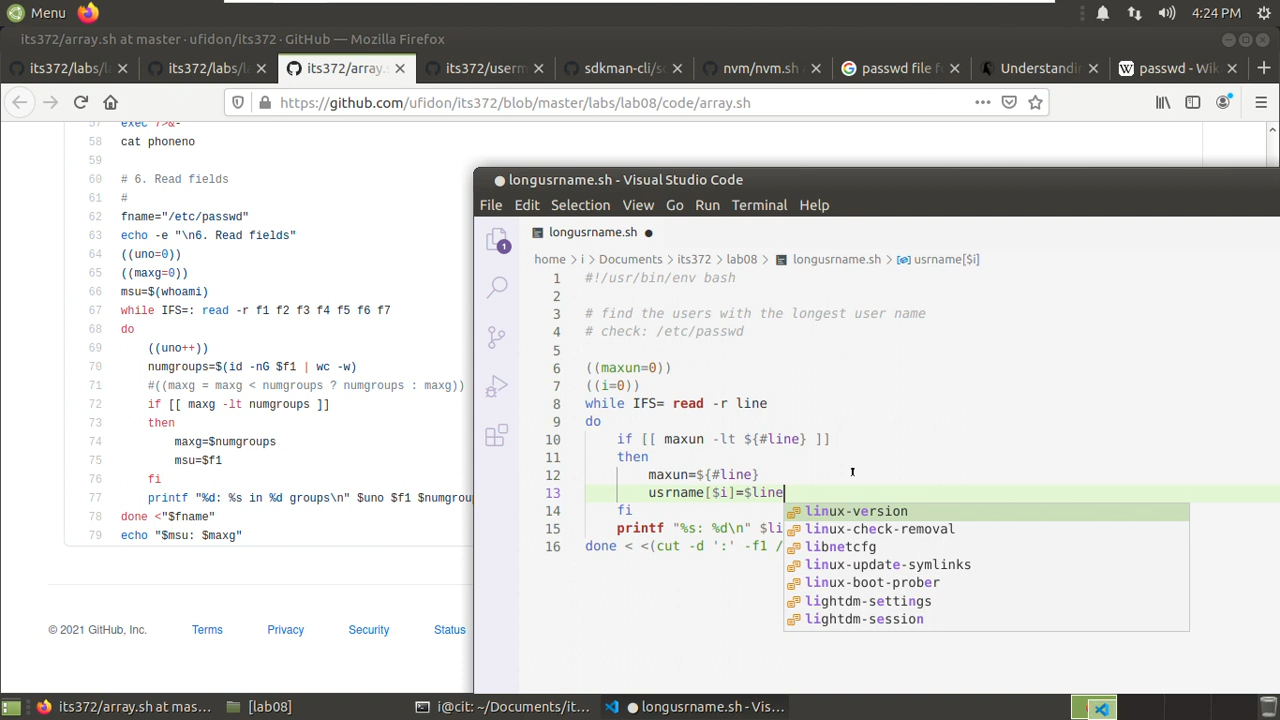 Menu
4:24 PM
its372/array.sh at master · ufidon/its372 · GitHub — Mozilla Firefox
its372/labs/la
its372/labs/la
its372/array.
its372/userm
sdkman-cli/sc
nvm/nvm.sh
passwd file fo
Understandin
passwd - Wik
https://github.com/ufidon/its372/blob/master/labs/lab08/code/array.sh
57 exec 7>&-
58 cat phoneno
59
60 # 6. Read fields
61 #
62 fname="/etc/passwd"
63 echo -e "\n6. Read fields"
64 ((uno=0))
65 ((maxg=0))
66 msu=$(whoami)
67 while IFS=: read -r f1 f2 f3 f4 f5 f6 f7
68 do
69 ((uno++))
70 numgroups=$(id -nG $f1 | wc -w)
71 #((maxg = maxg < numgroups ? numgroups : maxg))
72 if [[ maxg -lt numgroups ]]
73 then
74 maxg=$numgroups
75 msu=$f1
76 fi
77 printf "%d: %s in %d groups\n" $uno $f1 $numgroup
78 done <"$fname"
79 echo "$msu: $maxg"
© 2021 GitHub, Inc. Terms Privacy Security Status
longusrname.sh - Visual Studio Code
File Edit Selection View Go Run Terminal Help
1
longusrname.sh
home > i > Documents > its372 > lab08 > longusrname.sh > usrname[$i]
1 #!/usr/bin/env bash
2
3 # find the users with the longest user name
4 # check: /etc/passwd
5
6 ((maxun=0))
7 ((i=0))
8 while IFS= read -r line
9 do
10 if [[ maxun -lt ${#line} ]]
11 then
12 maxun=${#line}
13 usrname[$i]=$line
14 fi
15 printf "%s: %d\n" $li
16 done < <(cut -d ':' -f1 /
linux-version
linux-check-removal
libnetcfg
linux-update-symlinks
linux-boot-prober
lightdm-settings
lightdm-session
its372/array.sh at mas...
[lab08]
i@cit: ~/Documents/it...
longusrname.sh - Vis...